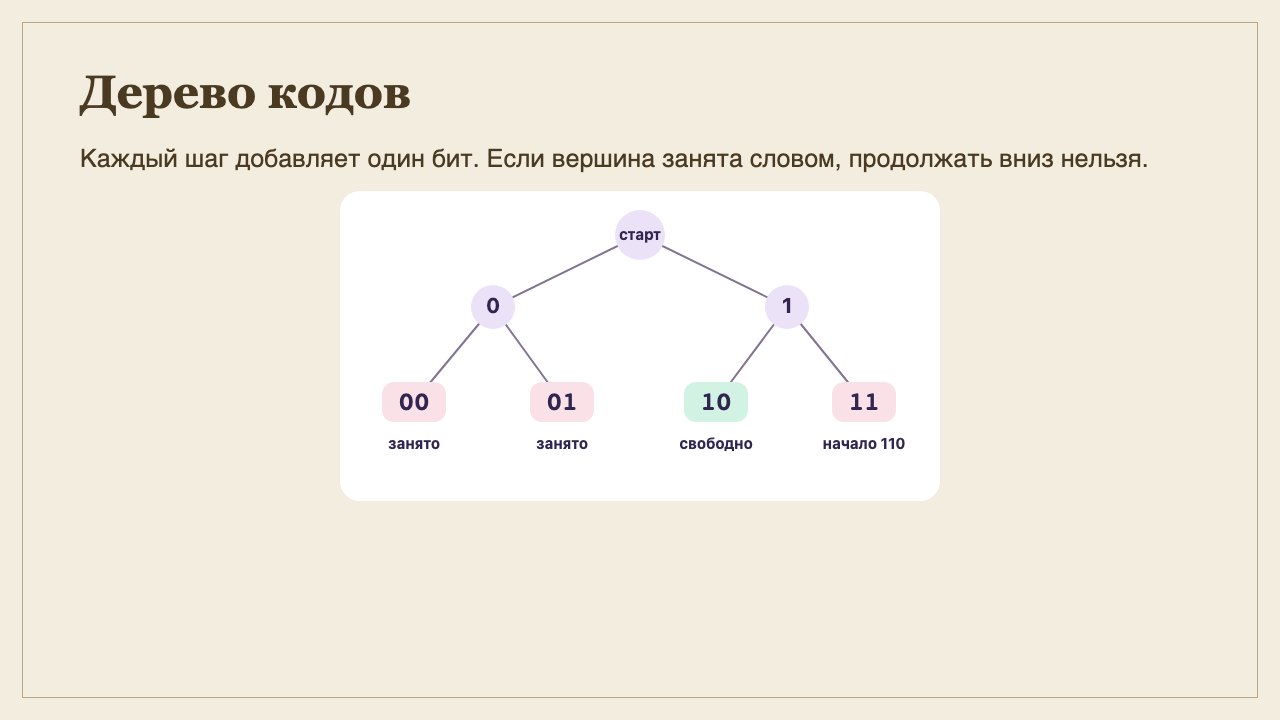 Дерево кодов
Каждый шаг добавляет один бит. Если вершина занята словом, продолжать вниз нельзя.
старт
0 1
00 01 10 11
занято занято свободно начало 110